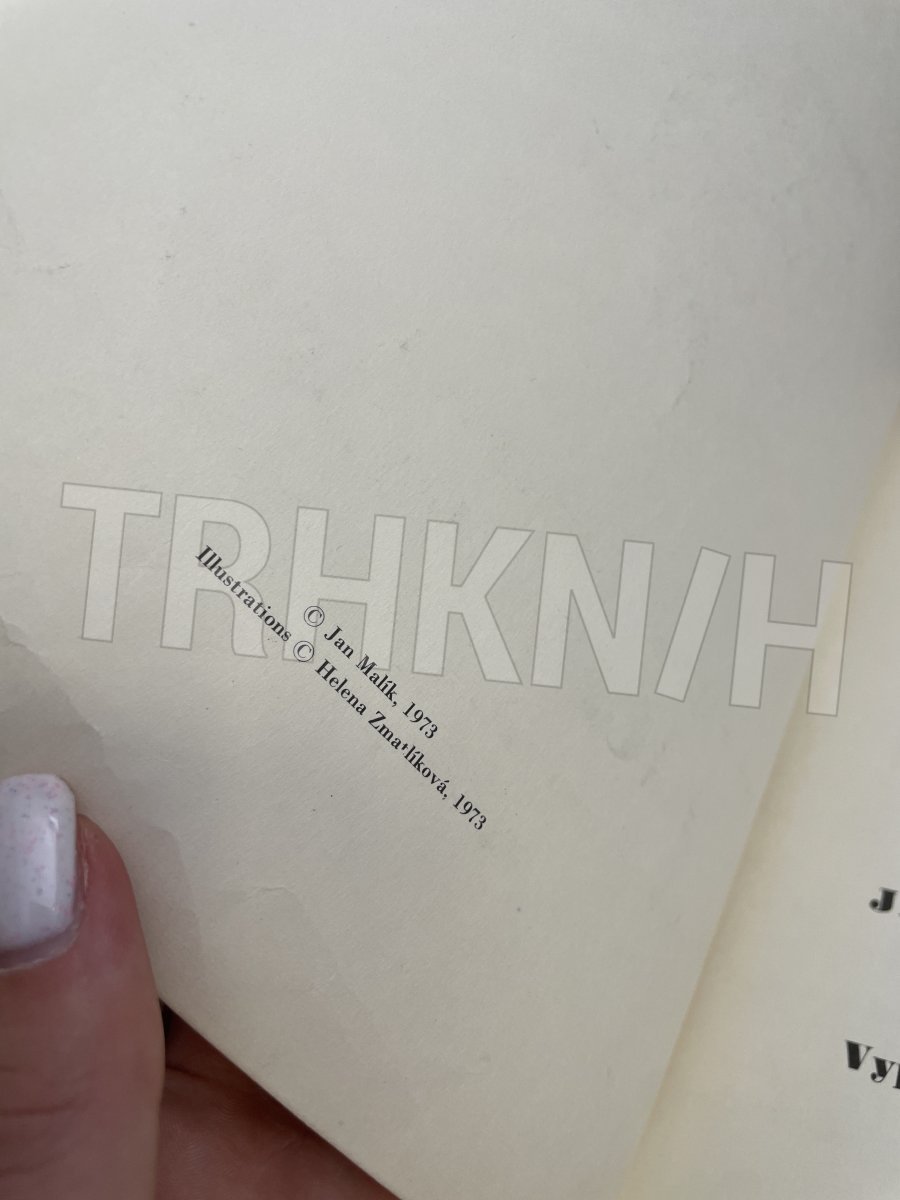 TRHKNIH
© Jan Malík, 1973
Illustrations © Helena Zmatlíková, 1973